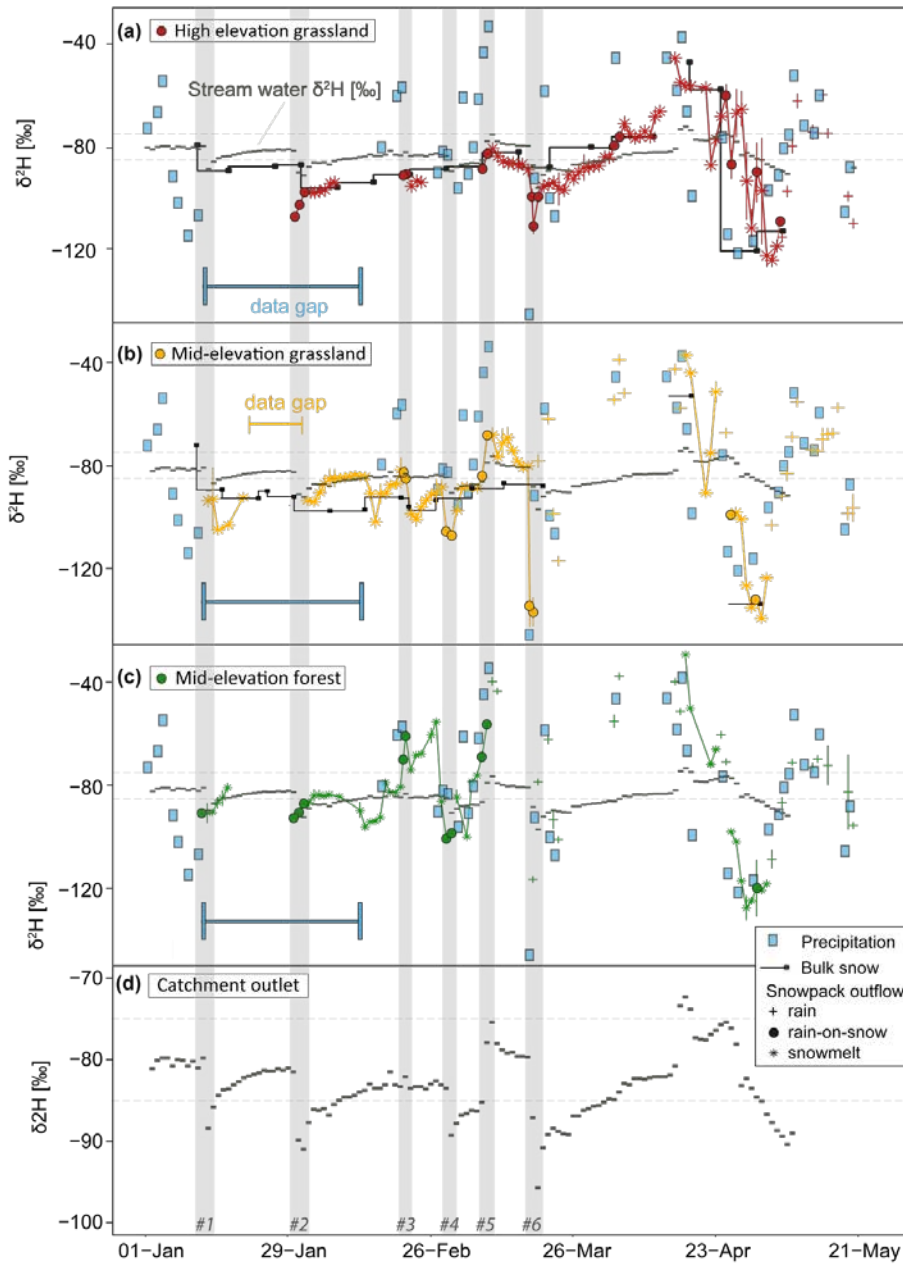 (a) High elevation grassland
Stream water δ²H [‰]
−40
−80
−120
δ²H [‰]
data gap
(b) Mid-elevation grassland
data gap
−40
−80
−120
δ²H [‰]
(c) Mid-elevation forest
−40
−80
−120
δ²H [‰]
Precipitation
Bulk snow
Snowpack outflow
rain
rain-on-snow
snowmelt
(d) Catchment outlet
−70
−80
−90
−100
δ2H [‰]
#1 #2 #3 #4 #5 #6
01−Jan 29−Jan 26−Feb 26−Mar 23−Apr 21−May